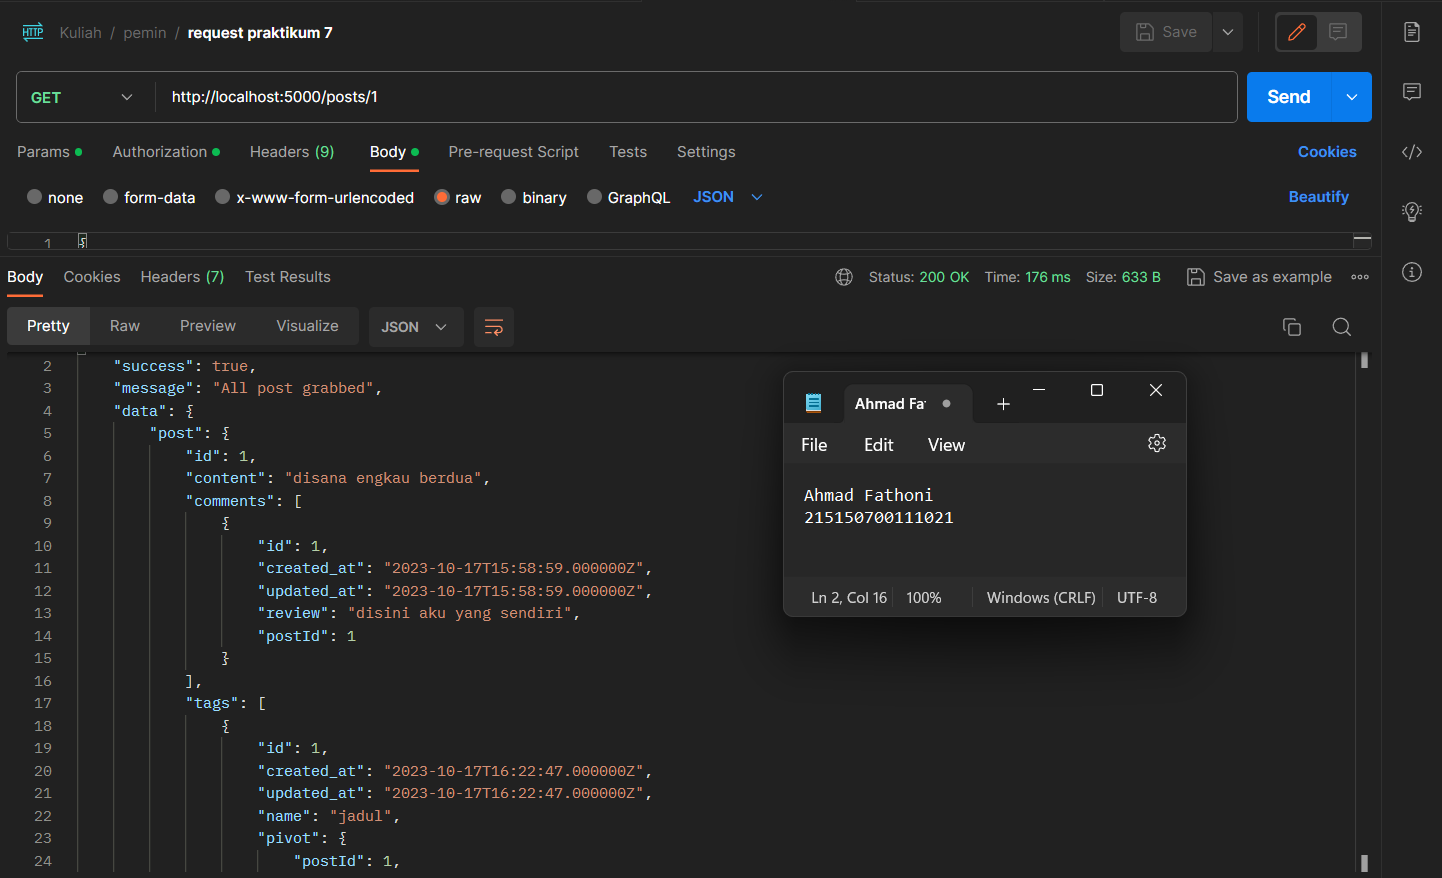 HTTP Kuliah / pemin / request praktikum 7 Save
GET http://localhost:5000/posts/1 Send
Params Authorization Headers (9) Body Pre-request Script Tests Settings Cookies
none form-data x-www-form-urlencoded raw binary GraphQL JSON Beautify
1 {
Body Cookies Headers (7) Test Results Status: 200 OK Time: 176 ms Size: 633 B Save as example
Pretty Raw Preview Visualize JSON
2 "success": true,
3 "message": "All post grabbed",
4 "data": {
5 "post": {
6 "id": 1,
7 "content": "disana engkau berdua",
8 "comments": [
9 {
10 "id": 1,
11 "created_at": "2023-10-17T15:58:59.000000Z",
12 "updated_at": "2023-10-17T15:58:59.000000Z",
13 "review": "disini aku yang sendiri",
14 "postId": 1
15 }
16 ],
17 "tags": [
18 {
19 "id": 1,
20 "created_at": "2023-10-17T16:22:47.000000Z",
21 "updated_at": "2023-10-17T16:22:47.000000Z",
22 "name": "jadul",
23 "pivot": {
24 "postId": 1,
Ahmad Fat
File Edit View
Ahmad Fathoni
215150700111021
Ln 2, Col 16 100% Windows (CRLF) UTF-8